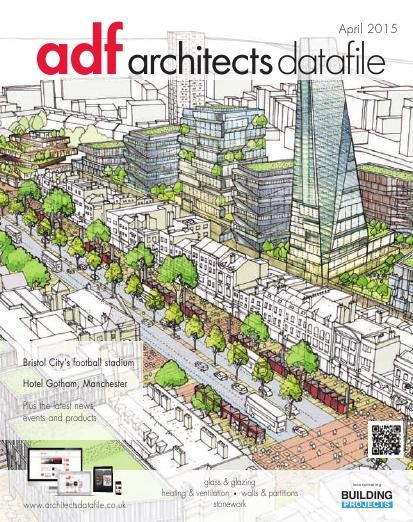 April 2015
adf architects datafile
Bristol City's football stadium
Hotel Gotham, Manchester
Plus the latest news,
events and products
www.architectsdatafile.co.uk
glass & glazing
heating & ventilation • walls & partitions
stonework
incorporating
BUILDING
PROJECTS